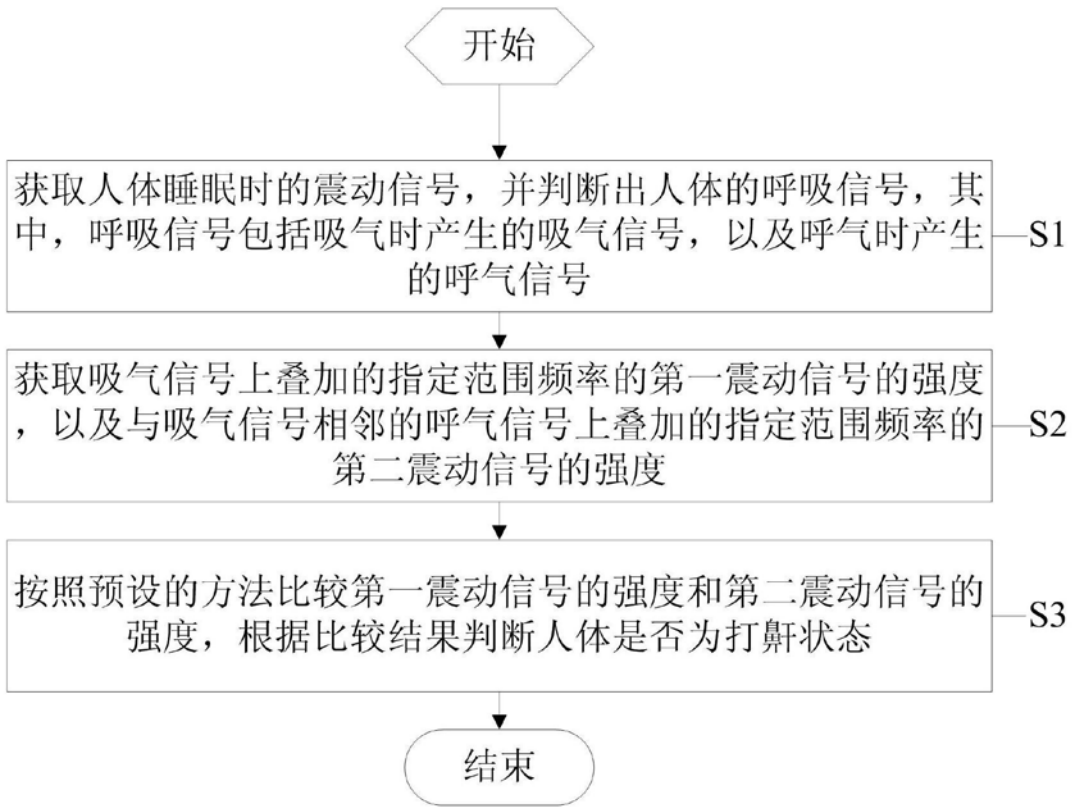 开始
获取人体睡眠时的震动信号，并判断出人体的呼吸信号，其
中，呼吸信号包括吸气时产生的吸气信号，以及呼气时产生
的呼气信号
S1
获取吸气信号上叠加的指定范围频率的第一震动信号的强度
，以及与吸气信号相邻的呼气信号上叠加的指定范围频率的
第二震动信号的强度
S2
按照预设的方法比较第一震动信号的强度和第二震动信号的
强度，根据比较结果判断人体是否为打鼾状态
S3
结束